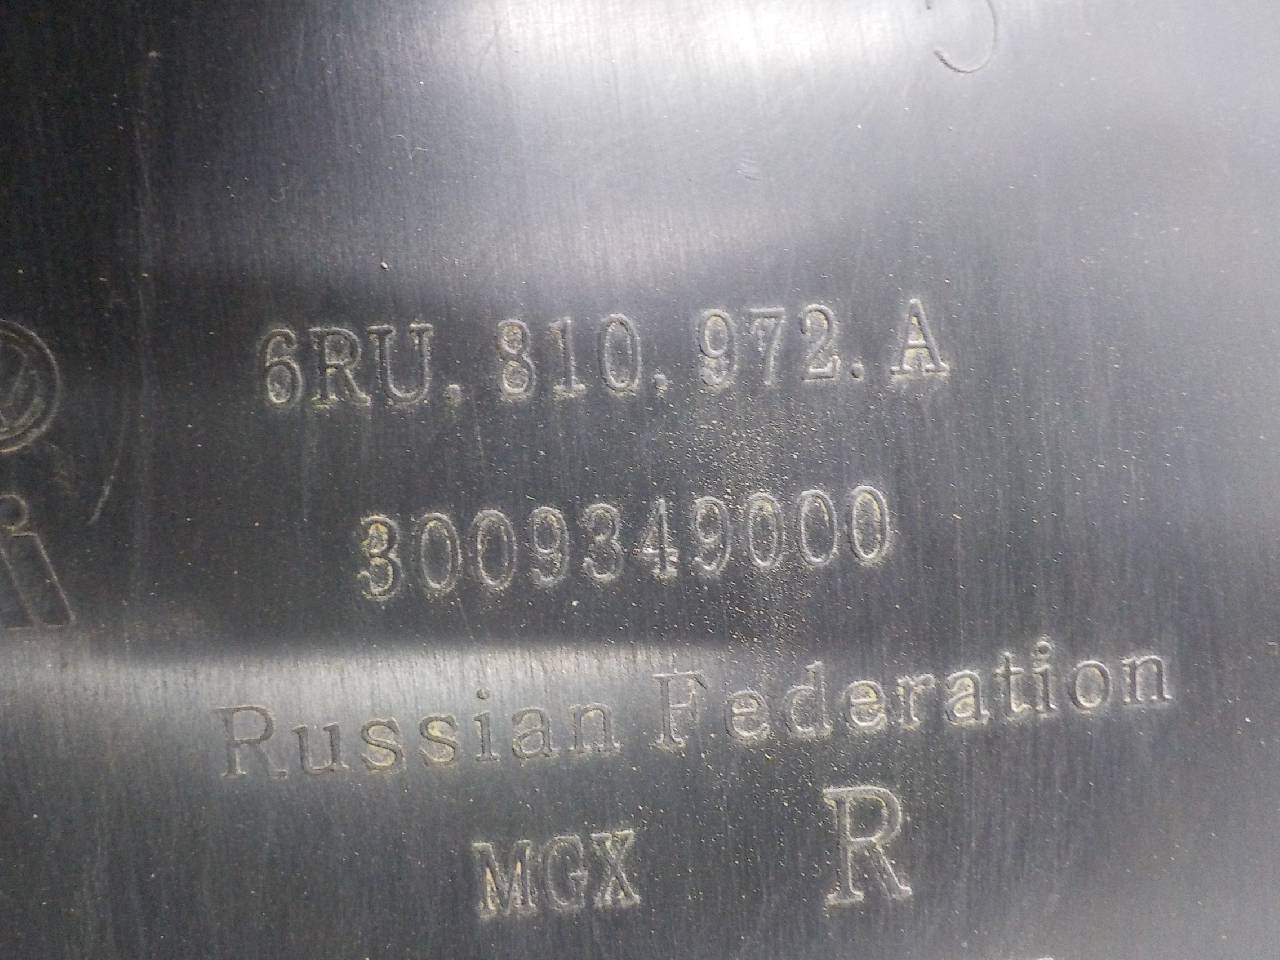 6RU.810.972.A
3009349000
Russian Federation
MGX R